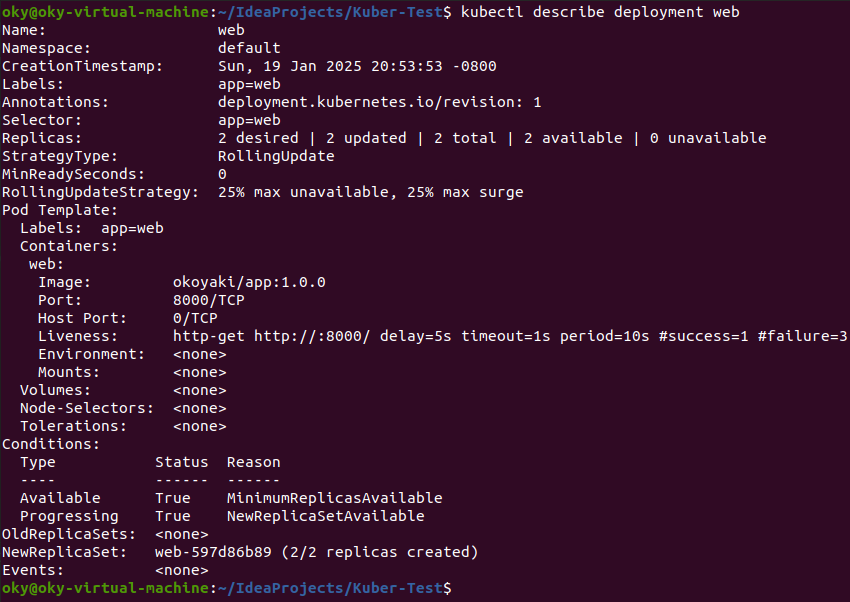 oky@oky-virtual-machine:~/IdeaProjects/Kuber-Test$ kubectl describe deployment web
Name:                   web
Namespace:              default
CreationTimestamp:      Sun, 19 Jan 2025 20:53:53 -0800
Labels:                 app=web
Annotations:            deployment.kubernetes.io/revision: 1
Selector:               app=web
Replicas:               2 desired | 2 updated | 2 total | 2 available | 0 unavailable
StrategyType:           RollingUpdate
MinReadySeconds:        0
RollingUpdateStrategy:  25% max unavailable, 25% max surge
Pod Template:
  Labels:  app=web
  Containers:
   web:
    Image:         okoyaki/app:1.0.0
    Port:          8000/TCP
    Host Port:     0/TCP
    Liveness:      http-get http://:8000/ delay=5s timeout=1s period=10s #success=1 #failure=3
    Environment:   <none>
    Mounts:        <none>
  Volumes:         <none>
  Node-Selectors:  <none>
  Tolerations:     <none>
Conditions:
  Type           Status  Reason
  ----           ------  ------
  Available      True    MinimumReplicasAvailable
  Progressing    True    NewReplicaSetAvailable
OldReplicaSets:  <none>
NewReplicaSet:   web-597d86b89 (2/2 replicas created)
Events:          <none>
oky@oky-virtual-machine:~/IdeaProjects/Kuber-Test$